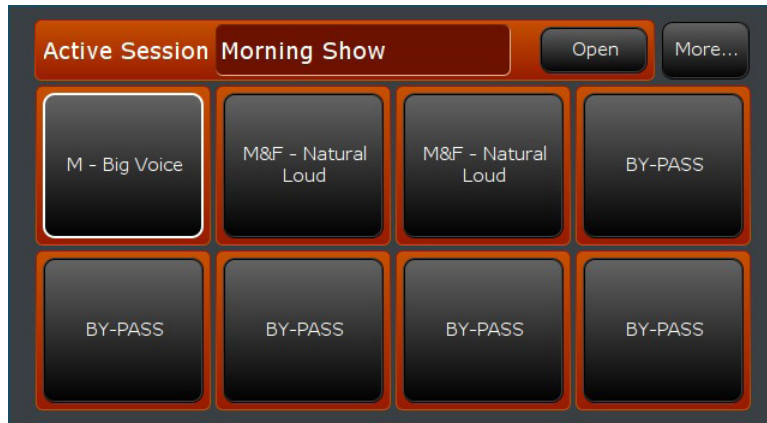 Active Session Morning Show Open More...
M - Big Voice
M&F - Natural
Loud
M&F - Natural
Loud
BY-PASS
BY-PASS
BY-PASS
BY-PASS
BY-PASS